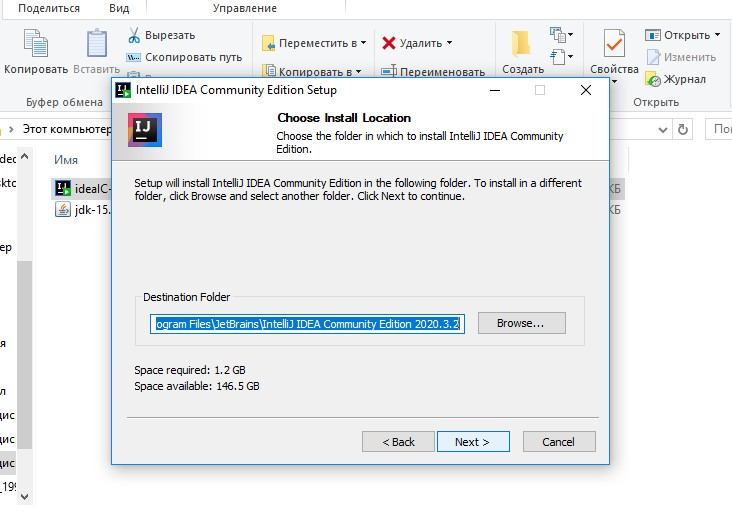 Поделиться Вид Управление
Вырезать
Скопировать путь
Копировать Вставить
Переместить в
Копировать в
Удалить
Переименовать
Создать
Свойства
Открыть
Изменить
Журнал
Буфер обмена
Открыть
Этот компьютер
Имя
idealC-
jdk-15.
IntelliJ IDEA Community Edition Setup
IJ
Choose Install Location
Choose the folder in which to install IntelliJ IDEA Community
Edition.
Setup will install IntelliJ IDEA Community Edition in the following folder. To install in a different
folder, click Browse and select another folder. Click Next to continue.
Destination Folder
ogram Files\JetBrains\IntelliJ IDEA Community Edition 2020.3.2
Browse...
Space required: 1.2 GB
Space available: 146.5 GB
< Back Next > Cancel